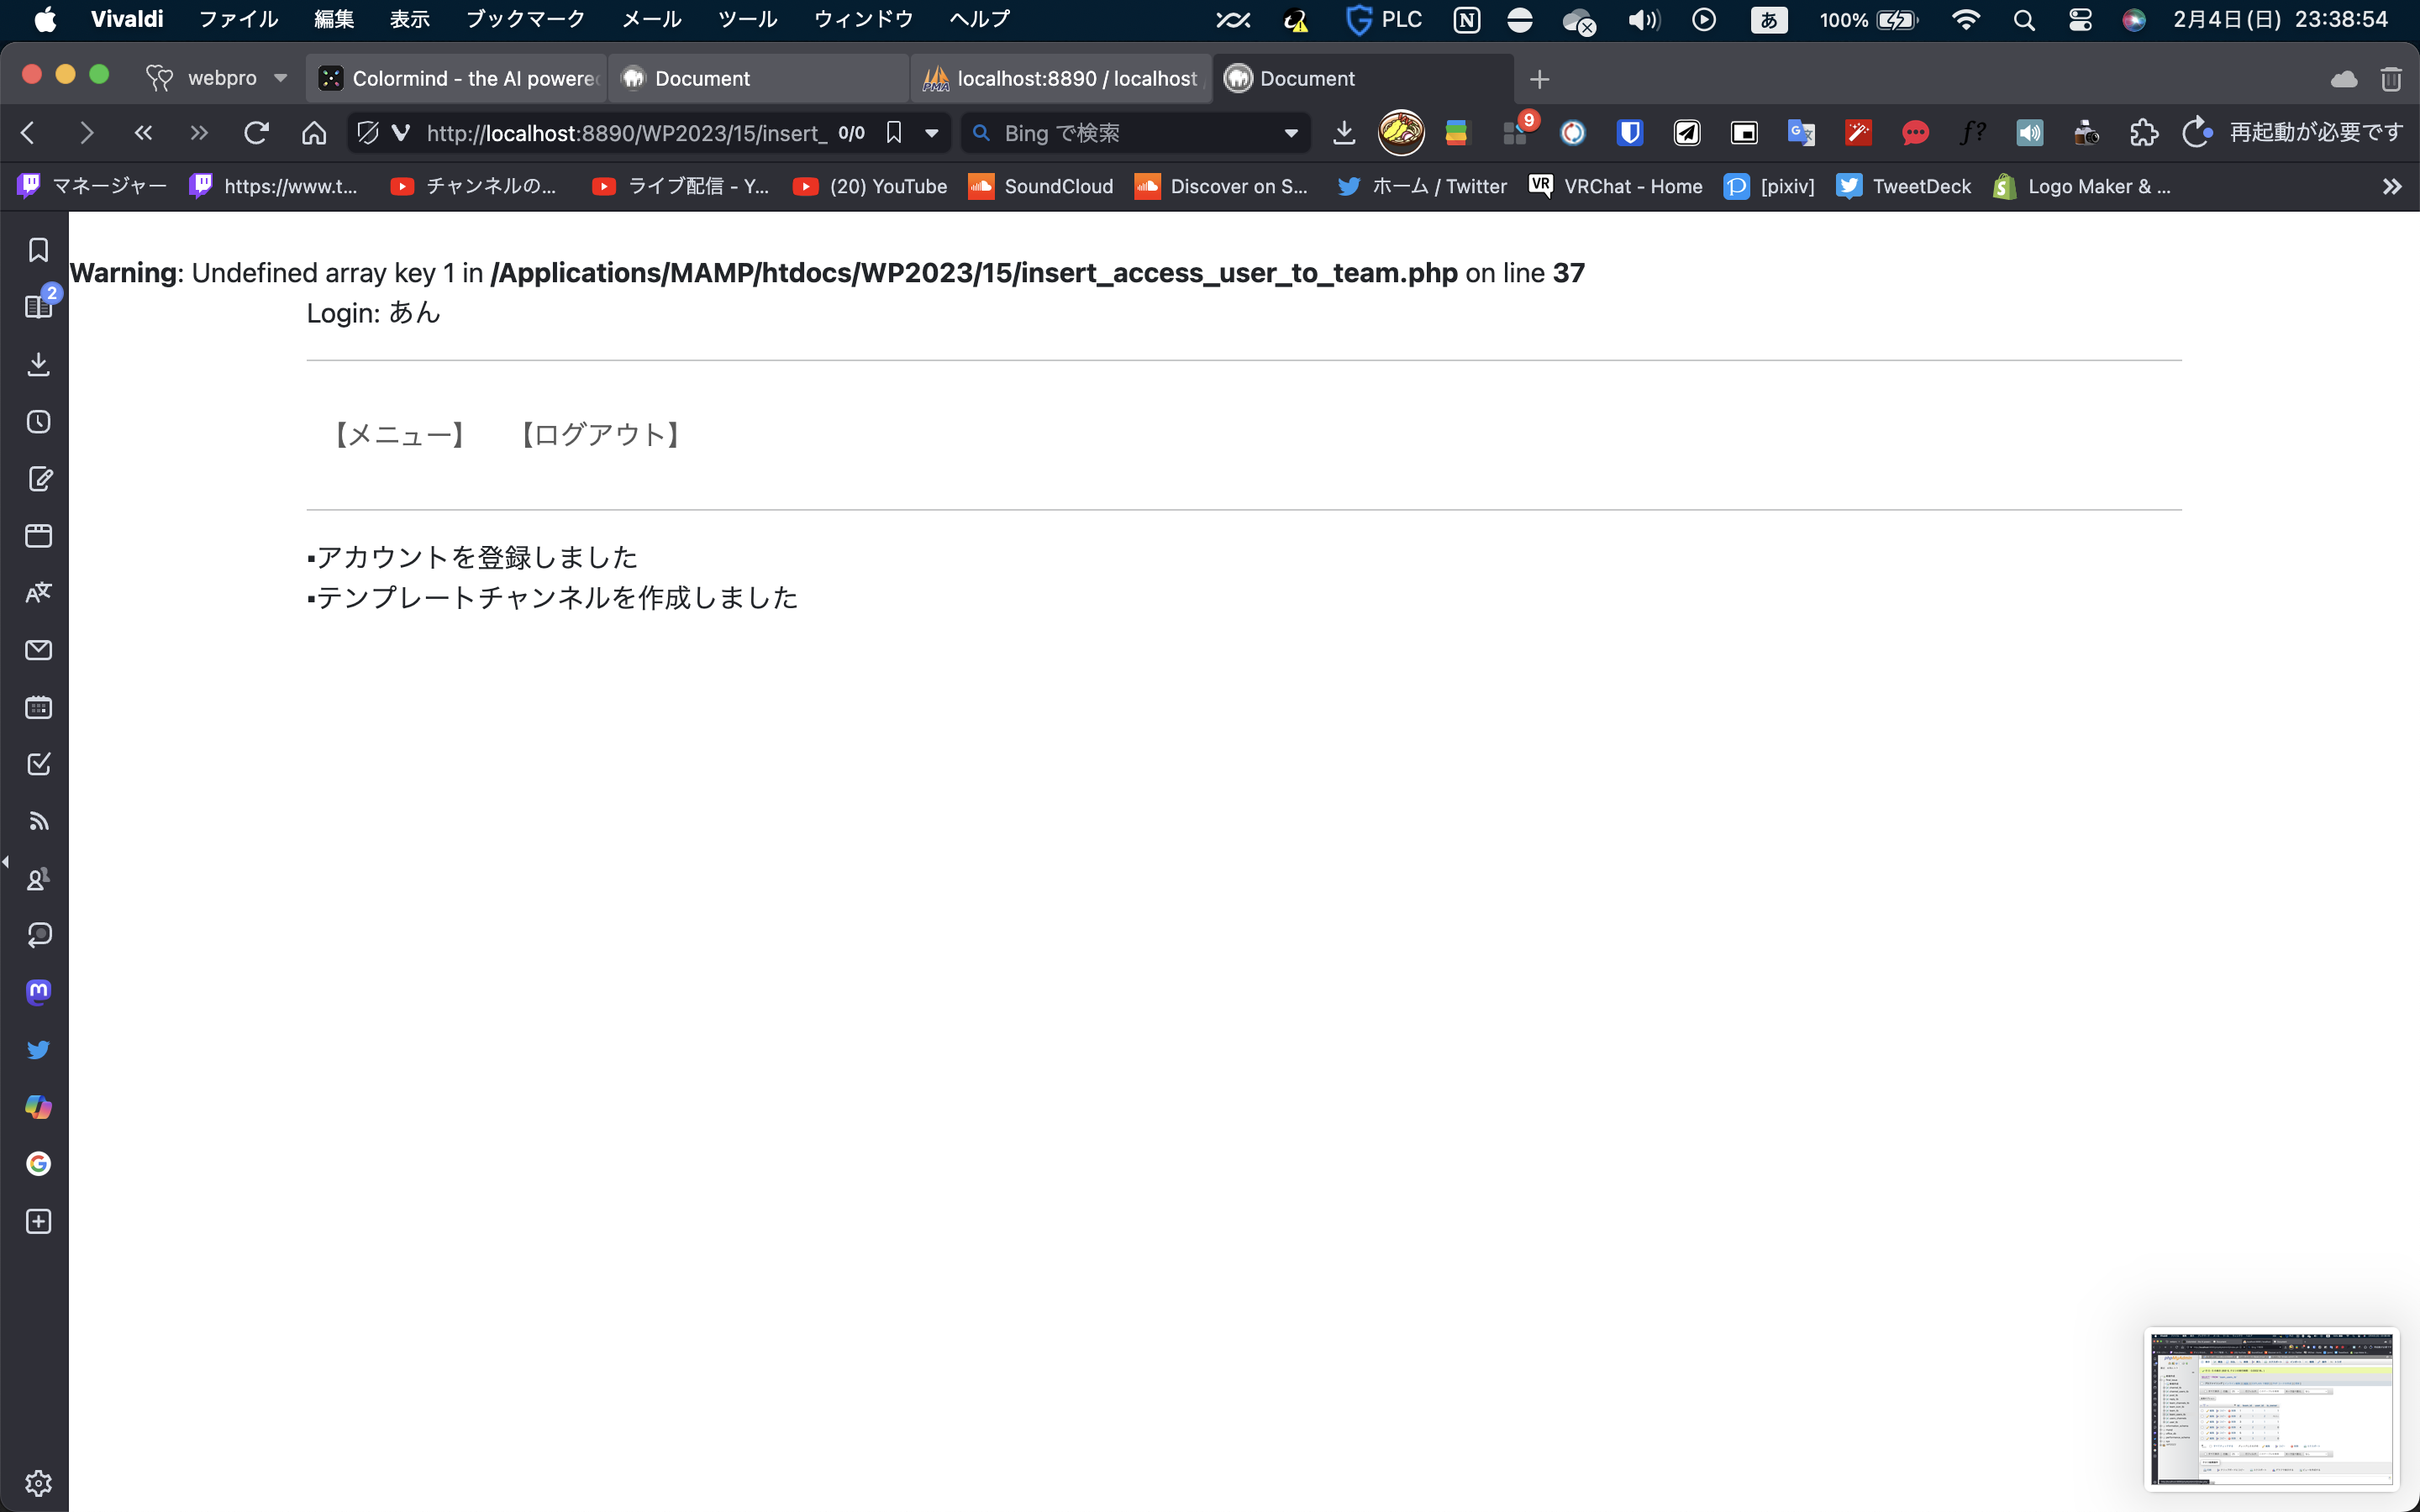 Vivaldi ファイル 編集 表示 ブックマーク メール ツール ウィンドウ ヘルプ PLC あ 100% 2月4日(日) 23:38:54
webpro Colormind - the AI powere Document localhost:8890 / localhost Document
http://localhost:8890/WP2023/15/insert_ 0/0 Bing で検索 9 f? 再起動が必要です
マネージャー https://www.t... チャンネルの... ライブ配信 - Y... (20) YouTube SoundCloud Discover on S... ホーム / Twitter VRChat - Home [pixiv] TweetDeck Logo Maker & ...
2
Warning: Undefined array key 1 in /Applications/MAMP/htdocs/WP2023/15/insert_access_user_to_team.php on line 37
Login: あん
【メニュー】 【ログアウト】
▪アカウントを登録しました
▪テンプレートチャンネルを作成しました